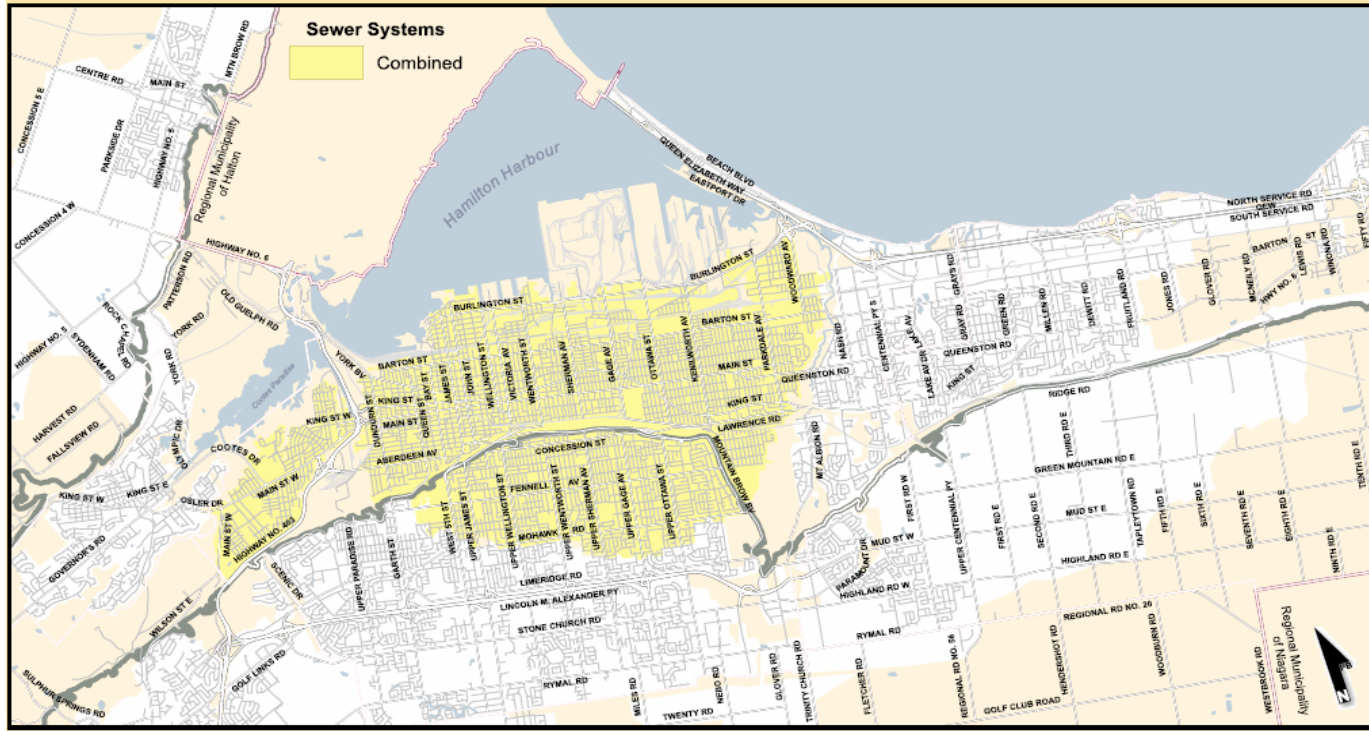 Sewer Systems
Combined
MTN BROW RD
CENTRE RD
MAIN ST
CONCESSION 5 E
PARKSIDE DR
HIGHWAY NO. 5
Regional Municipality
of Halton
CONCESSION 4 W
HIGHWAY NO. 6
PATTERSON RD
OLD GUELPH RD
YORK RD
ROCK CHAPEL RD
HIGHWAY NO. 5
SYDENHAM RD
YORK RD
HARVEST RD
FALLSVIEW RD
OLYMPIC DR
Cootes Paradise
COOTES DR
KING ST W
KING ST E
OSLER DR
GOVERNOR'S RD
MAIN ST W
MAIN ST W
HIGHWAY NO. 403
SCENIC DR
WILSON ST E
SULPHUR SPRINGS RD
GOLF LINKS RD
Hamilton Harbour
QUEEN ELIZABETH WAY
BEACH BLVD
EASTPORT DR
BURLINGTON ST
BURLINGTON ST
WOODWARD AV
YORK BV
BARTON ST
BARTON ST
KING ST W
DUNDURN ST
KING ST
MAIN ST
QUEEN ST
BAY ST
JAMES ST
JOHN ST
WELLINGTON ST
VICTORIA AV
WENTWORTH ST
SHERMAN AV
GAGE AV
OTTAWA ST
KENILWORTH AV
PARKDALE AV
MAIN ST
KING ST
QUEENSTON RD
LAWRENCE RD
ABERDEEN AV
CONCESSION ST
FENNELL AV
MOHAWK RD
MOUNTAIN BROW BV
WEST 5TH ST
UPPER JAMES ST
UPPER WELLINGTON ST
UPPER WENTWORTH ST
UPPER SHERMAN AV
UPPER GAGE AV
UPPER OTTAWA ST
UPPER PARADISE RD
GARTH ST
LIMERIDGE RD
LINCOLN M. ALEXANDER PY
STONE CHURCH RD
RYMAL RD
MILES RD
TWENTY RD
NEBO RD
GLOVER RD
TRINITY CHURCH RD
FLETCHER RD
RYMAL RD
REGIONAL RD NO. 56
NASH RD
CENTENNIAL PY S
LAKE AV
LAKE AV DR
GRAYS RD
GRAY RD
GREEN RD
MILLEN RD
DEWITT RD
FRUITLAND RD
JONES RD
GLOVER RD
MCNEILY RD
LEWIS RD
WINONA RD
FIFTY RD
NORTH SERVICE RD
QEW
SOUTH SERVICE RD
BARTON ST
HWY NO. 8
QUEENSTON RD
KING ST
RIDGE RD
MT ALBION RD
FIRST RD W
UPPER CENTENNIAL PY
MUD ST W
PARAMOUNT DR
HIGHLAND RD W
FIRST RD E
SECOND RD E
THIRD RD E
TAPLEYTOWN RD
FIFTH RD E
SIXTH RD E
SEVENTH RD E
EIGHTH RD E
NINTH RD E
TENTH RD E
GREEN MOUNTAIN RD E
MUD ST E
HIGHLAND RD E
REGIONAL RD NO. 20
HENDERSHOT RD
WOODBURN RD
WESTBROOK RD
GOLF CLUB ROAD
Regional Municipality
of Niagara
N